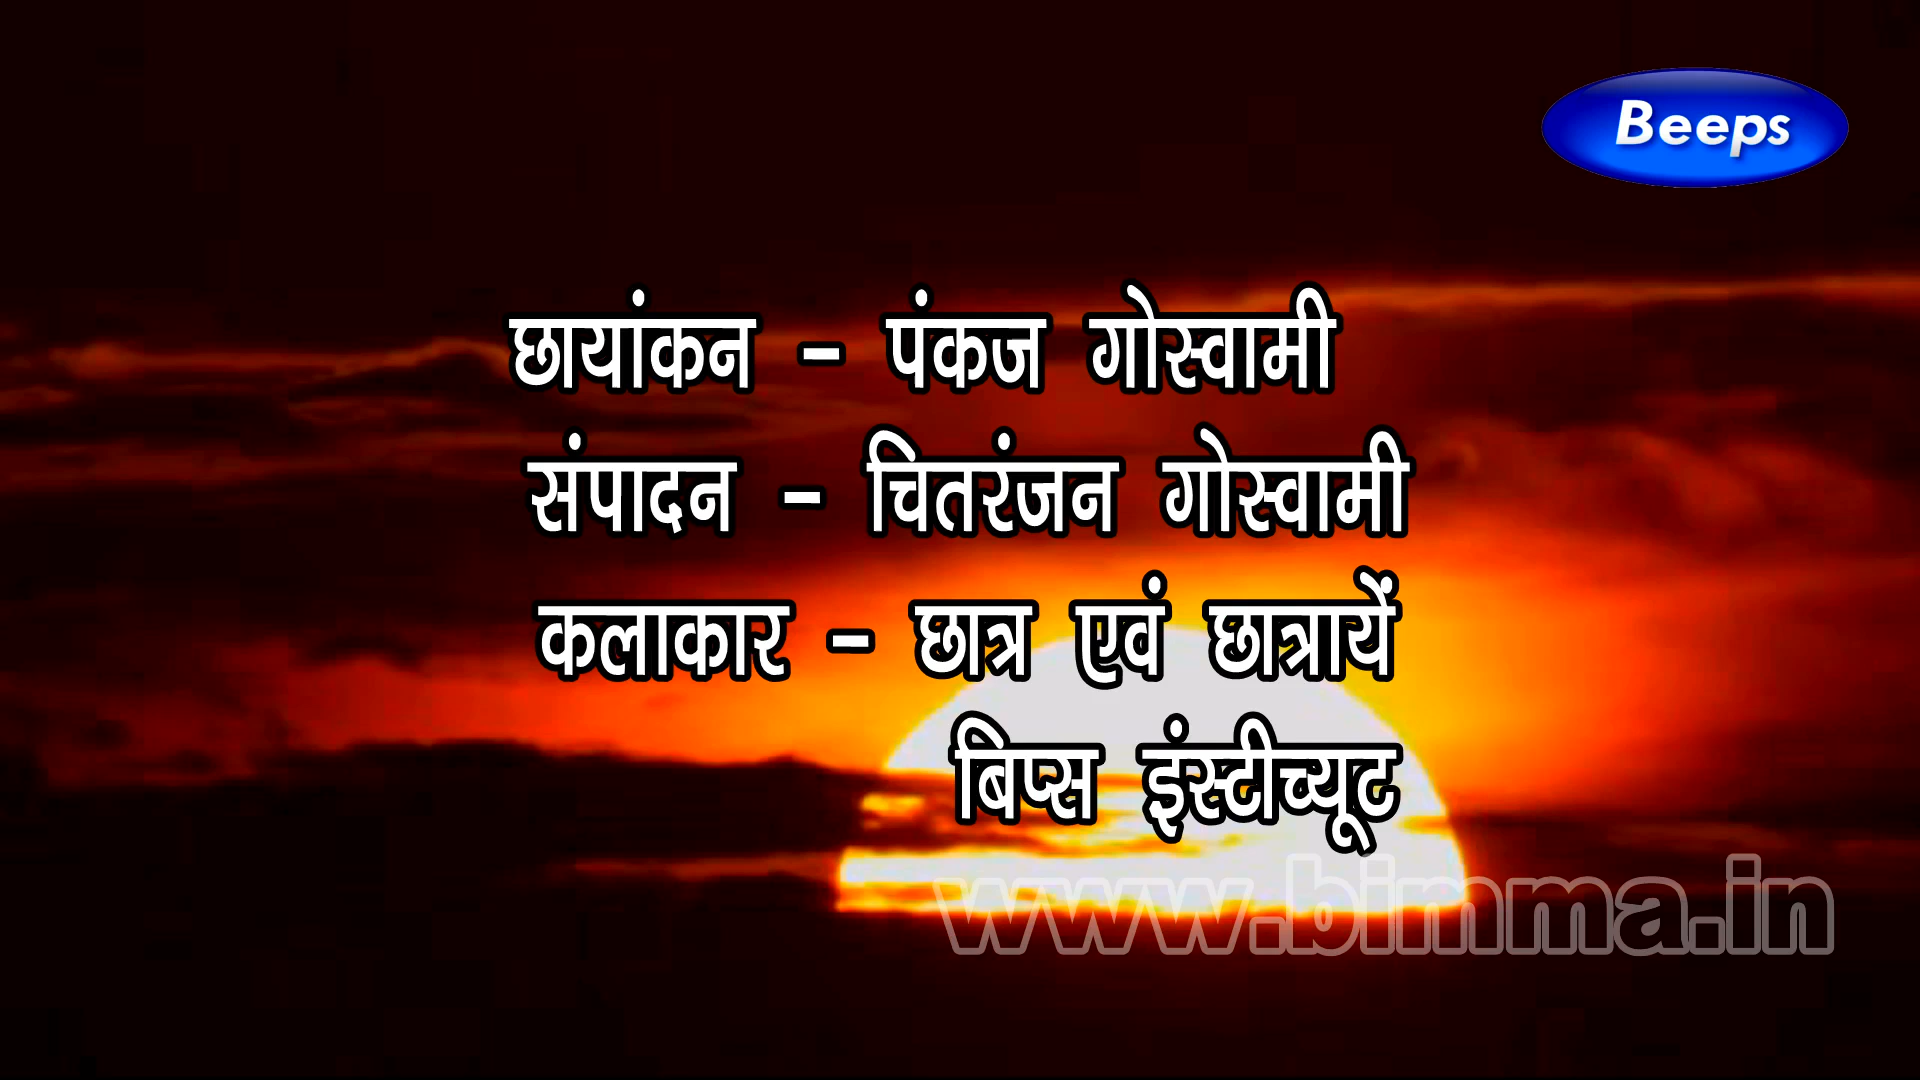 Beeps
छायांकन - पंकज गोस्वामी
संपादन - चितरंजन गोस्वामी
कलाकार - छात्र एवं छात्रायें
बिप्स इंस्टीच्यूट
www.bimma.in